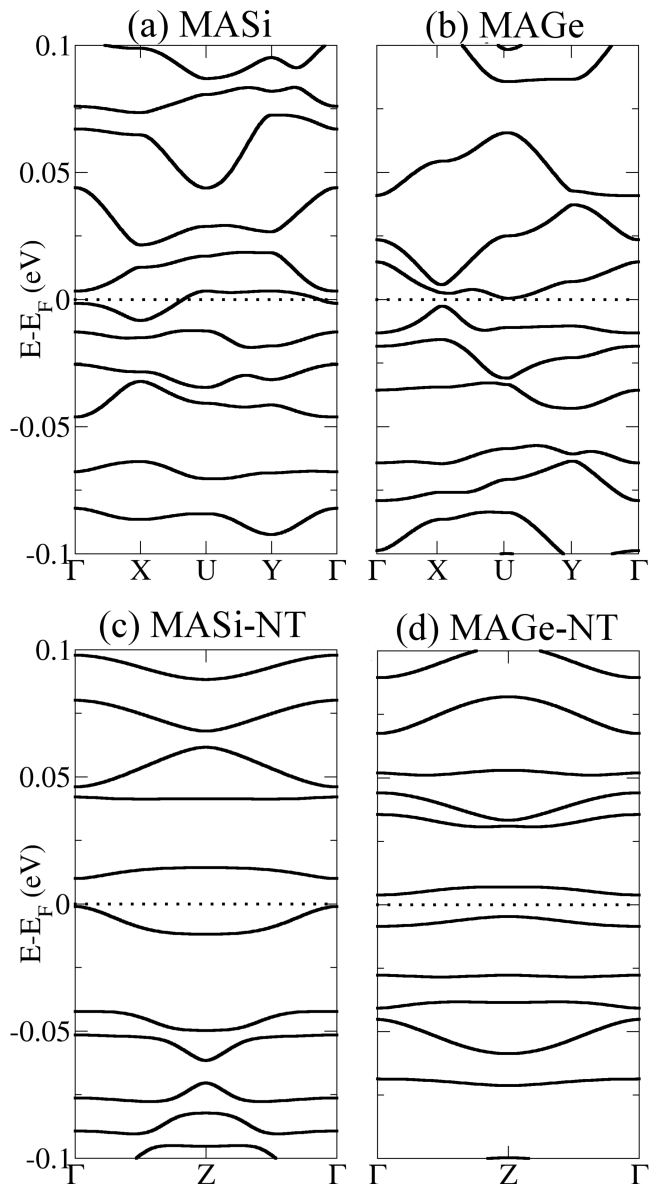 (a) MASi
(b) MAGe
0.1
0.05
0
-0.05
-0.1
E-E_F (eV)
Γ X U Y Γ
Γ X U Y Γ
(c) MASi-NT
(d) MAGe-NT
0.1
0.05
0
-0.05
-0.1
E-E_F (eV)
Γ Z Γ
Γ Z Γ